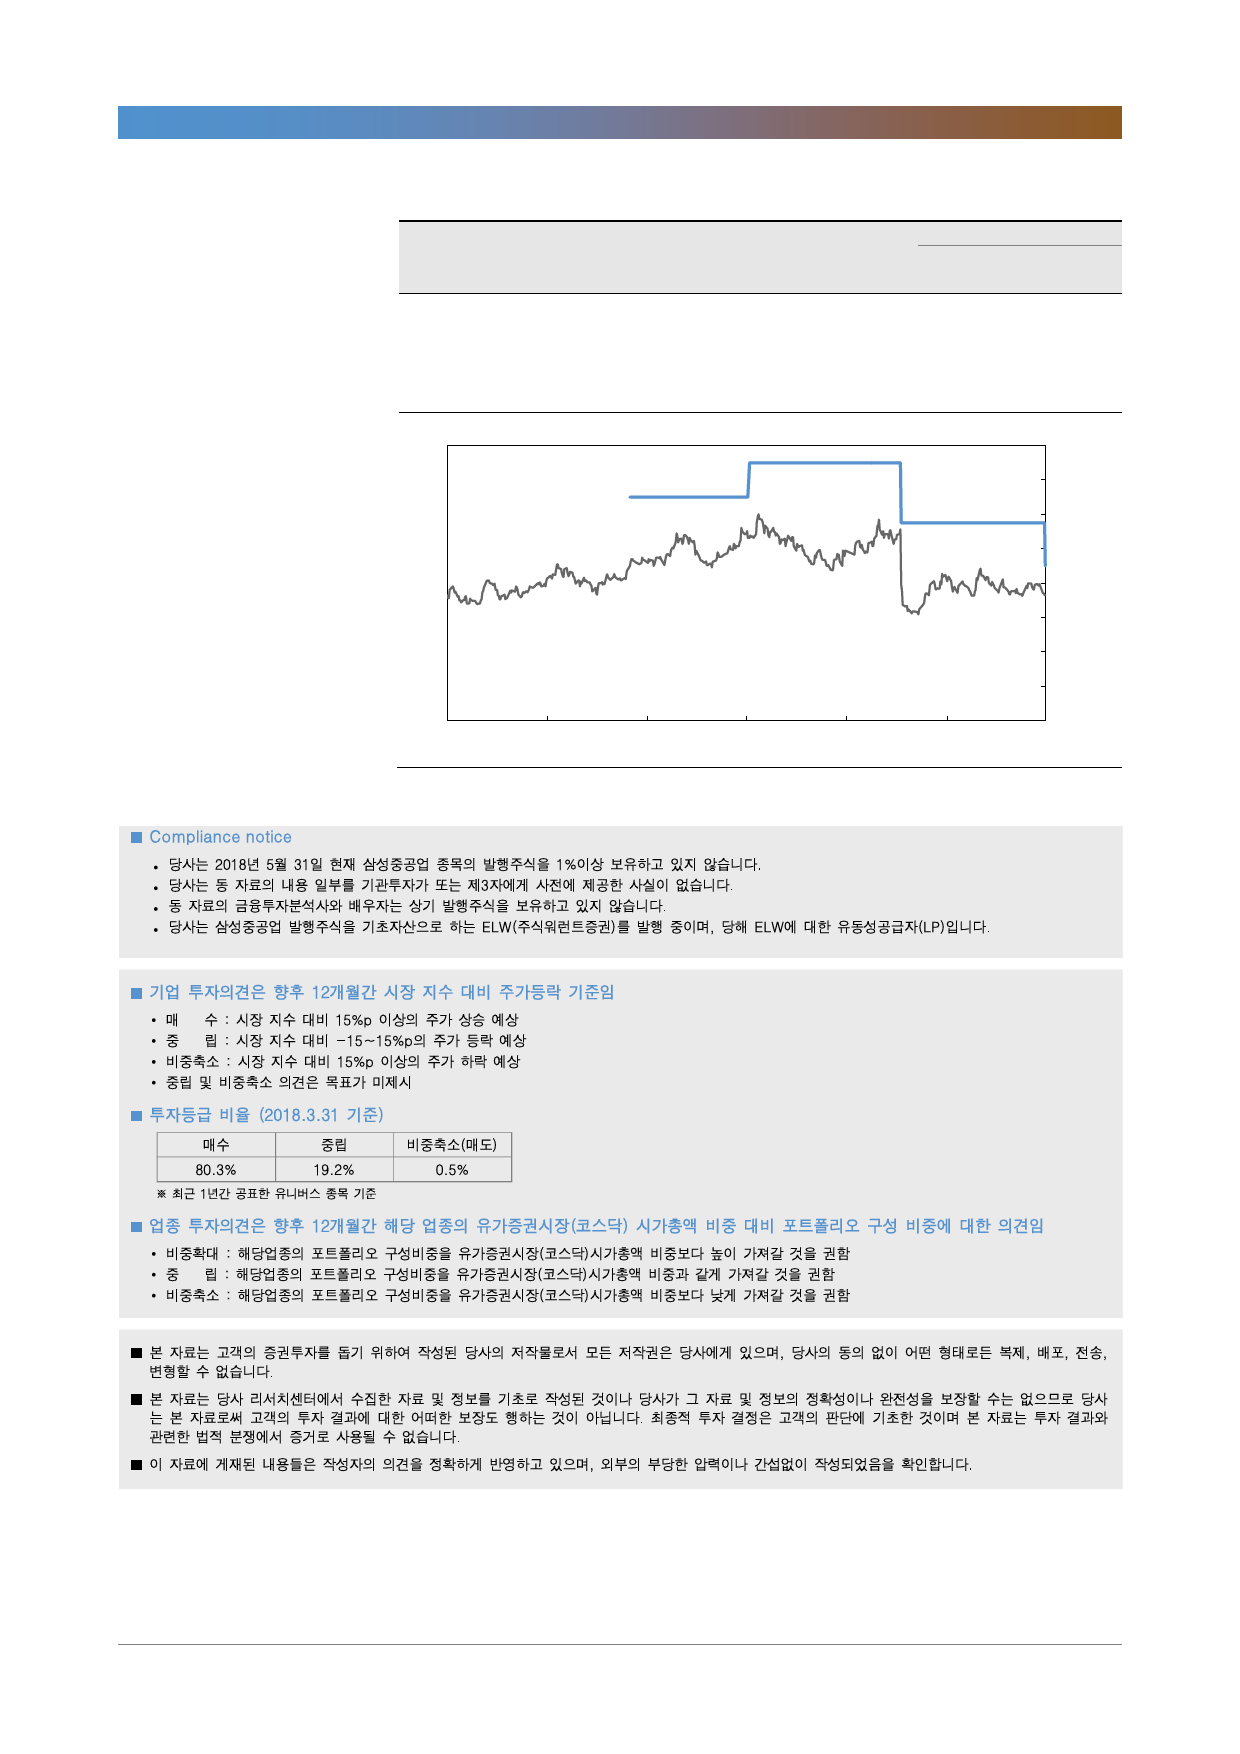 ■ Compliance notice
• 당사는 2018년 5월 31일 현재 삼성중공업 종목의 발행주식을 1%이상 보유하고 있지 않습니다.
• 당사는 동 자료의 내용 일부를 기관투자가 또는 제3자에게 사전에 제공한 사실이 없습니다.
• 동 자료의 금융투자분석사와 배우자는 상기 발행주식을 보유하고 있지 않습니다.
• 당사는 삼성중공업 발행주식을 기초자산으로 하는 ELW(주식워런트증권)를 발행 중이며, 당해 ELW에 대한 유동성공급자(LP)입니다.
■ 기업 투자의견은 향후 12개월간 시장 지수 대비 주가등락 기준임
• 매 수 : 시장 지수 대비 15%p 이상의 주가 상승 예상
• 중 립 : 시장 지수 대비 -15~15%p의 주가 등락 예상
• 비중축소 : 시장 지수 대비 15%p 이상의 주가 하락 예상
• 중립 및 비중축소 의견은 목표가 미제시
■ 투자등급 비율 (2018.3.31 기준)
매수 중립 비중축소(매도)
80.3% 19.2% 0.5%
※ 최근 1년간 공표한 유니버스 종목 기준
■ 업종 투자의견은 향후 12개월간 해당 업종의 유가증권시장(코스닥) 시가총액 비중 대비 포트폴리오 구성 비중에 대한 의견임
• 비중확대 : 해당업종의 포트폴리오 구성비중을 유가증권시장(코스닥)시가총액 비중보다 높이 가져갈 것을 권함
• 중 립 : 해당업종의 포트폴리오 구성비중을 유가증권시장(코스닥)시가총액 비중과 같게 가져갈 것을 권함
• 비중축소 : 해당업종의 포트폴리오 구성비중을 유가증권시장(코스닥)시가총액 비중보다 낮게 가져갈 것을 권함
■ 본 자료는 고객의 증권투자를 돕기 위하여 작성된 당사의 저작물로서 모든 저작권은 당사에게 있으며, 당사의 동의 없이 어떤 형태로든 복제, 배포, 전송,
변형할 수 없습니다.
■ 본 자료는 당사 리서치센터에서 수집한 자료 및 정보를 기초로 작성된 것이나 당사가 그 자료 및 정보의 정확성이나 완전성을 보장할 수는 없으므로 당사
는 본 자료로써 고객의 투자 결과에 대한 어떠한 보장도 행하는 것이 아닙니다. 최종적 투자 결정은 고객의 판단에 기초한 것이며 본 자료는 투자 결과와
관련한 법적 분쟁에서 증거로 사용될 수 없습니다.
■ 이 자료에 게재된 내용들은 작성자의 의견을 정확하게 반영하고 있으며, 외부의 부당한 압력이나 간섭없이 작성되었음을 확인합니다.